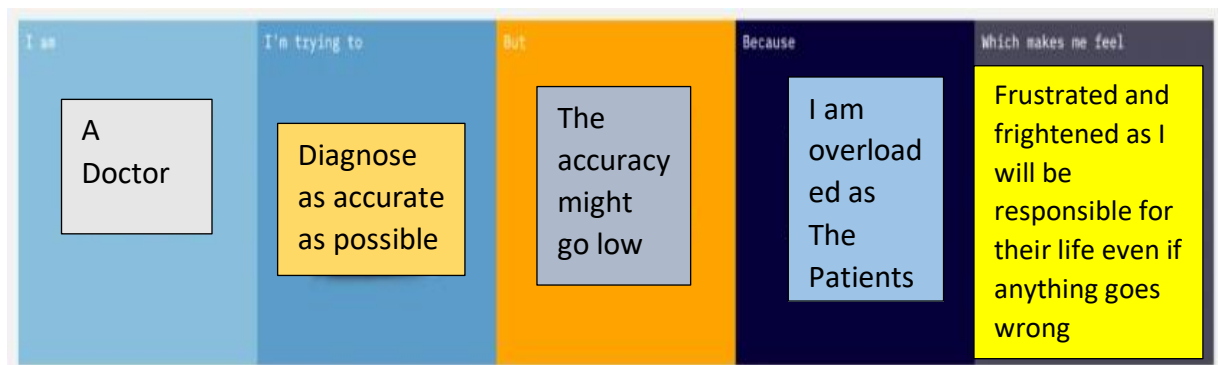 I am
A
Doctor
I'm trying to
Diagnose
as accurate
as possible
But
The
accuracy
might
go low
Because
I am
overload
ed as
The
Patients
Which makes me feel
Frustrated and
frightened as I
will be
responsible for
their life even if
anything goes
wrong